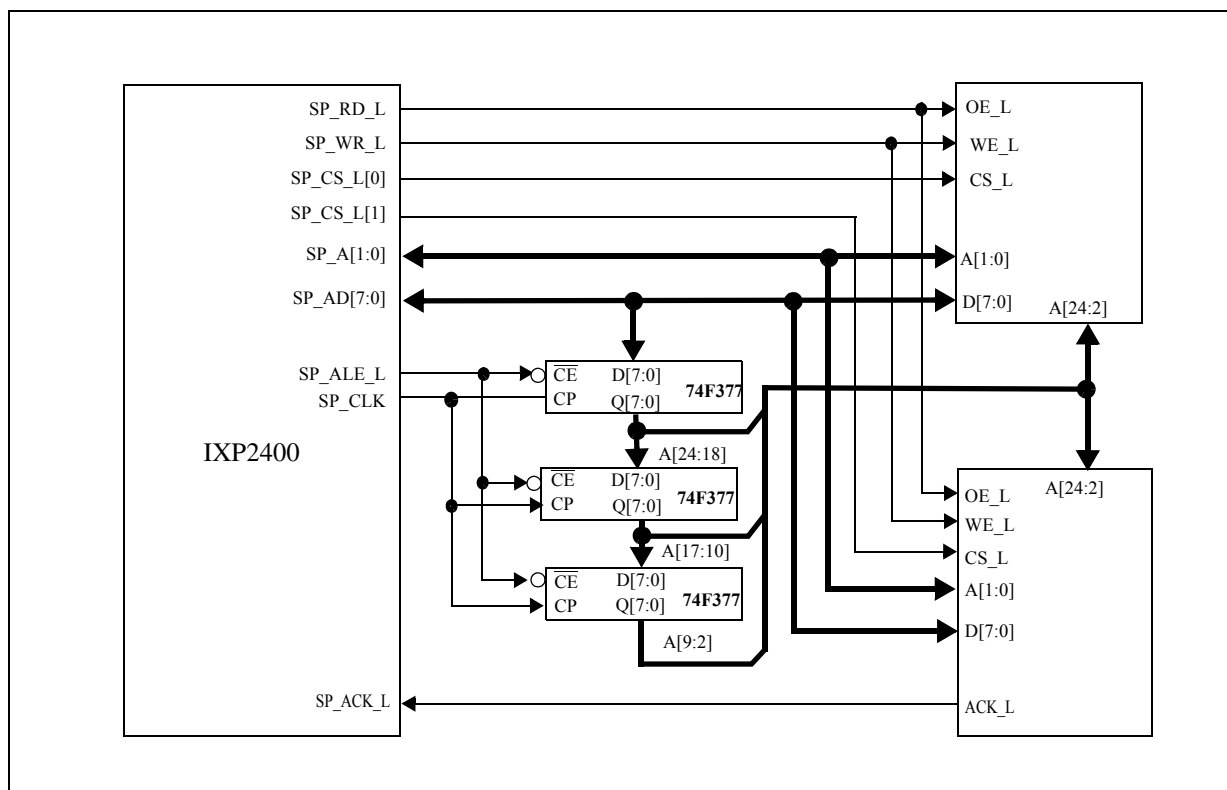 SP_RD_L
SP_WR_L
SP_CS_L[0]
SP_CS_L[1]
SP_A[1:0]
SP_AD[7:0]
SP_ALE_L
SP_CLK
IXP2400
SP_ACK_L
CE D[7:0]
CP Q[7:0] 74F377
A[24:18]
CE D[7:0]
CP Q[7:0] 74F377
A[17:10]
CE D[7:0]
CP Q[7:0] 74F377
A[9:2]
OE_L
WE_L
CS_L
A[1:0]
D[7:0]
A[24:2]
A[24:2]
OE_L
WE_L
CS_L
A[1:0]
D[7:0]
ACK_L